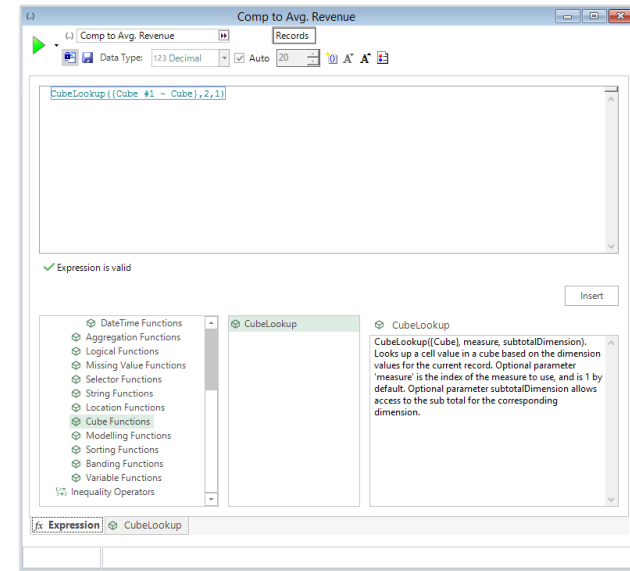 (.) Comp to Avg. Revenue
(.) Comp to Avg. Revenue Records
Data Type: 123 Decimal Auto 20 {} A A
CubeLookup({Cube #1 - Cube},2,1)
Expression is valid
Insert
DateTime Functions
Aggregation Functions
Logical Functions
Missing Value Functions
Selector Functions
String Functions
Location Functions
Cube Functions
Modelling Functions
Sorting Functions
Banding Functions
Variable Functions
Inequality Operators
CubeLookup
CubeLookup
CubeLookup({Cube}, measure, subtotalDimension).
Looks up a cell value in a cube based on the dimension
values for the current record. Optional parameter
'measure' is the index of the measure to use, and is 1 by
default. Optional parameter subtotalDimension allows
access to the sub total for the corresponding
dimension.
fx Expression CubeLookup